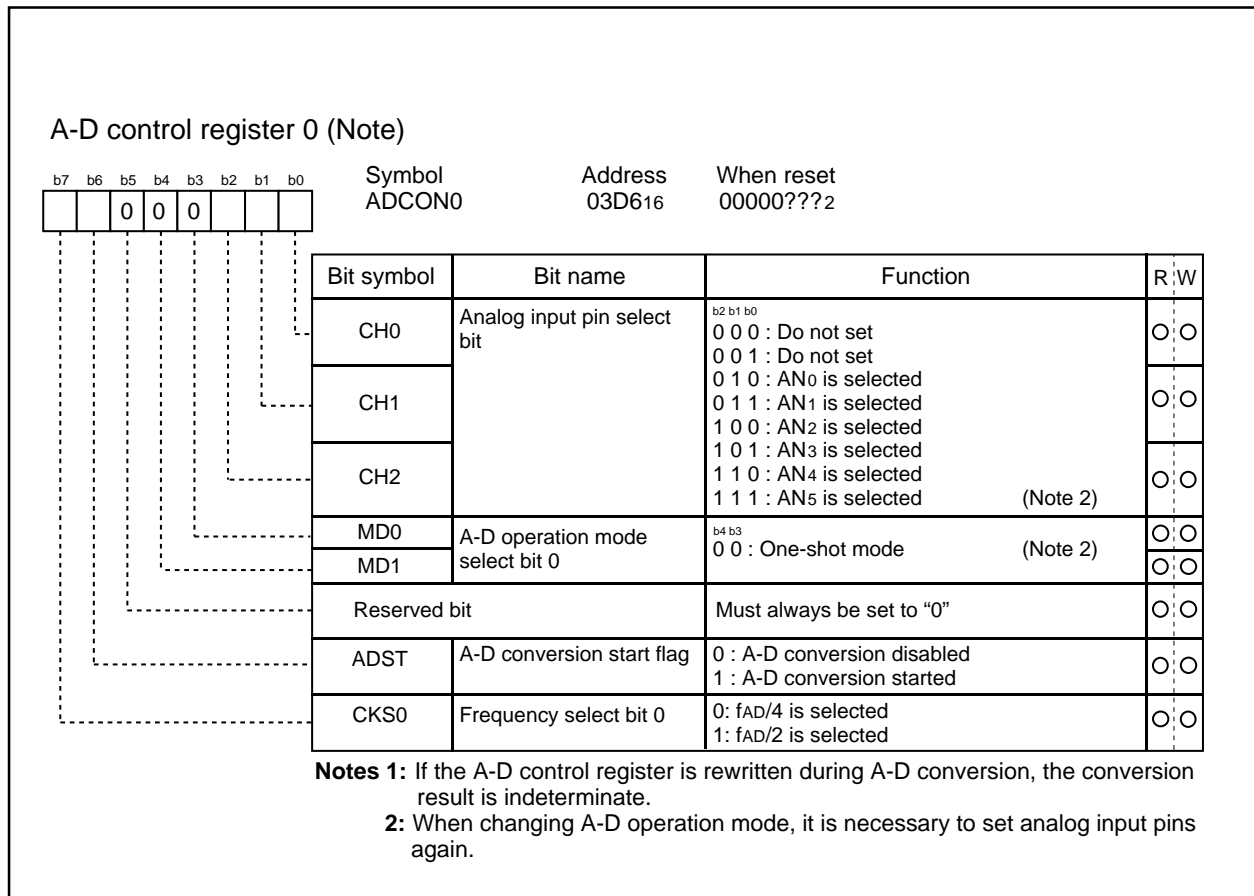 A-D control register 0 (Note)
b7 b6 b5 b4 b3 b2 b1 b0
0 0 0
Symbol Address When reset
ADCON0 03D616 00000???2
Bit symbol Bit name Function R W
CH0 Analog input pin select bit
b2 b1 b0
0 0 0 : Do not set
0 0 1 : Do not set
0 1 0 : AN0 is selected
CH1
0 1 1 : AN1 is selected
1 0 0 : AN2 is selected
1 0 1 : AN3 is selected
CH2
1 1 0 : AN4 is selected
1 1 1 : AN5 is selected (Note 2)
MD0
MD1
A-D operation mode
select bit 0
b4 b3
0 0 : One-shot mode (Note 2)
Reserved bit Must always be set to “0”
ADST A-D conversion start flag
0 : A-D conversion disabled
1 : A-D conversion started
CKS0 Frequency select bit 0
0: fAD/4 is selected
1: fAD/2 is selected
Notes 1: If the A-D control register is rewritten during A-D conversion, the conversion
result is indeterminate.
2: When changing A-D operation mode, it is necessary to set analog input pins
again.